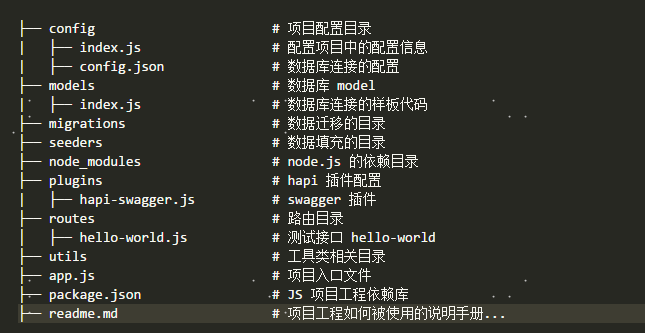 ├── config                       # 项目配置目录
│   ├── index.js                 # 配置项目中的配置信息
│   ├── config.json              # 数据库连接的配置
├── models                       # 数据库 model
│   ├── index.js                 # 数据库连接的样板代码
├── migrations                   # 数据迁移的目录
├── seeders                      # 数据填充的目录
├── node_modules                 # node.js 的依赖目录
├── plugins                      # hapi 插件配置
│   ├── hapi-swagger.js          # swagger 插件
├── routes                       # 路由目录
│   ├── hello-world.js           # 测试接口 hello-world
├── utils                        # 工具类相关目录
├── app.js                       # 项目入口文件
├── package.json                 # JS 项目工程依赖库
├── readme.md                    # 项目工程如何被使用的说明手册...